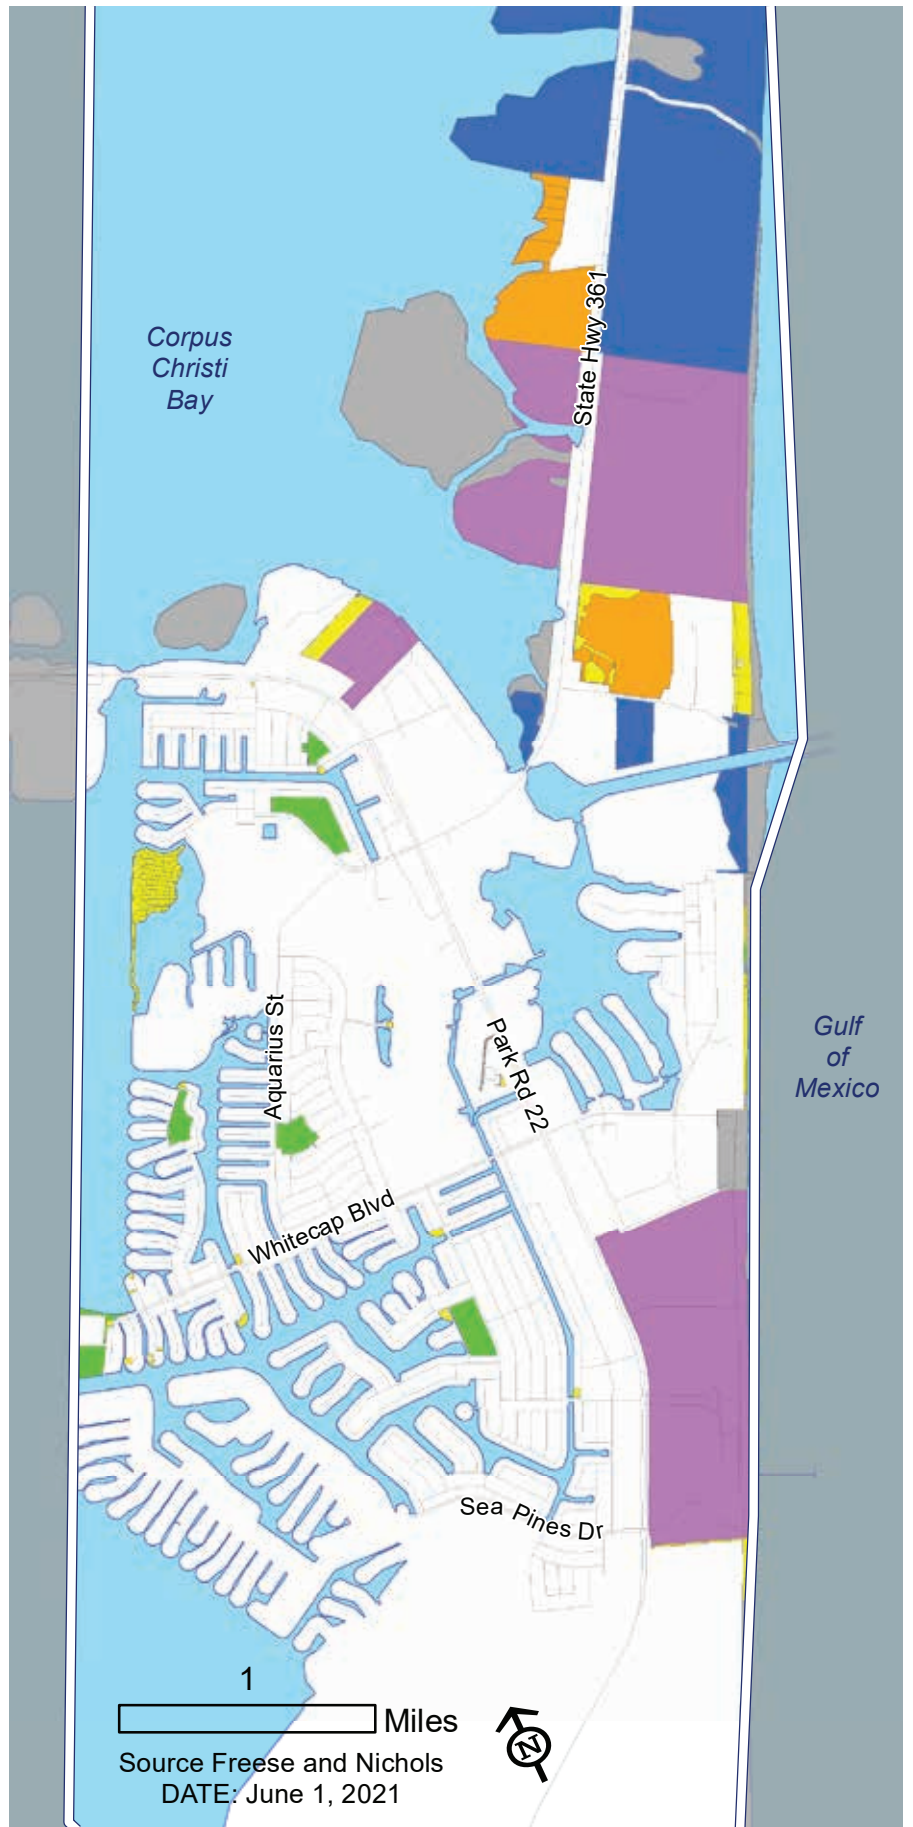 State Hwy 361
Corpus
Christi
Bay
Aquarius St
Park Rd 22
Gulf
of
Mexico
Whitecap Blvd
Sea Pines Dr
1
Miles
N
Source Freese and Nichols
DATE: June 1, 2021